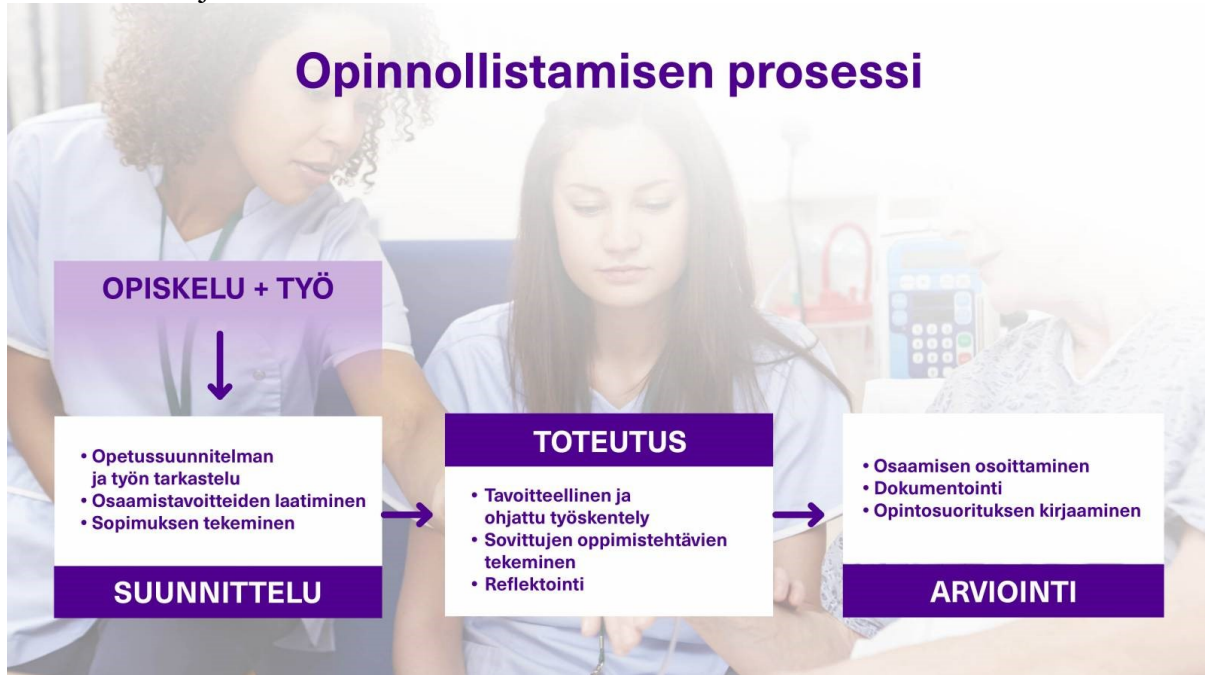 Opinnollistamisen prosessi
OPISKELU + TYÖ
• Opetussuunnitelman
ja työn tarkastelu
• Osaamistavoitteiden laatiminen
• Sopimuksen tekeminen
SUUNNITTELU
TOTEUTUS
• Tavoitteellinen ja
ohjattu työskentely
• Sovittujen oppimistehtävien
tekeminen
• Reflektointi
• Osaamisen osoittaminen
• Dokumentointi
• Opintosuorituksen kirjaaminen
ARVIOINTI